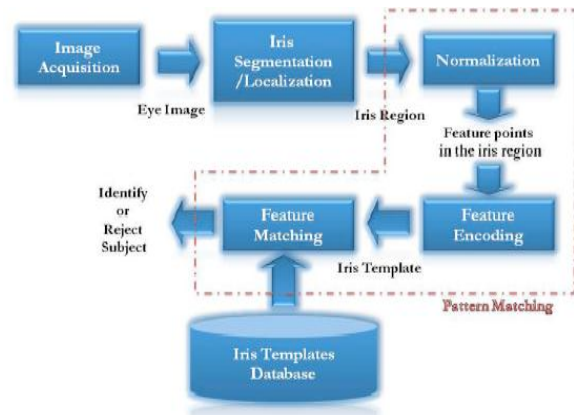 Image
Acquisition
Eye Image
Iris
Segmentation
/Localization
Iris Region
Normalization
Feature points
in the iris region
Feature
Encoding
Iris Template
Feature
Matching
Identify
or
Reject
Subject
Pattern Matching
Iris Templates
Database